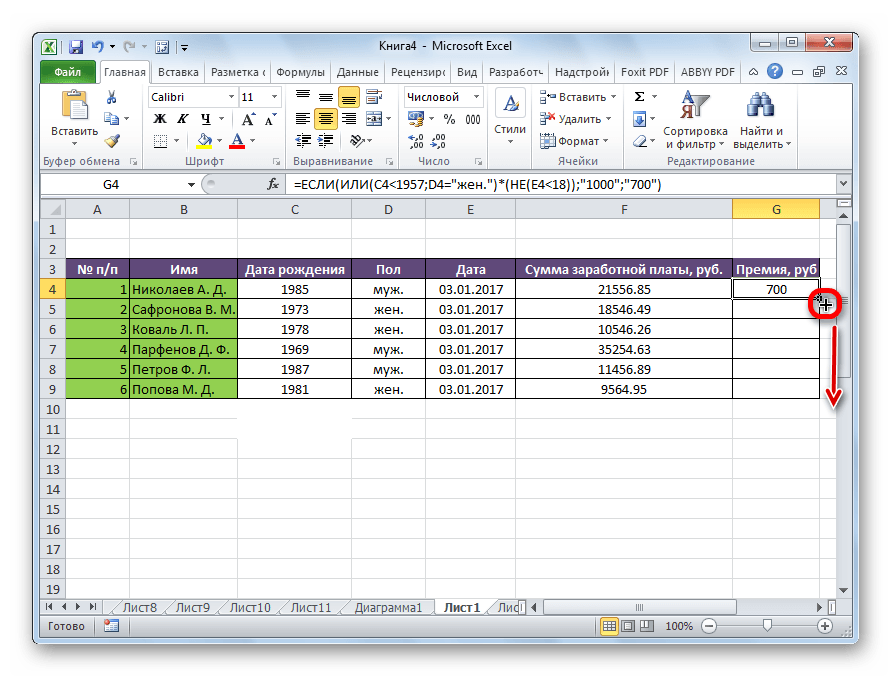 Книга4 - Microsoft Excel
Файл Главная Вставка Разметка с Формулы Данные Рецензирс Вид Разработч Надстройк Foxit PDF ABBYY PDF
Вставить
Буфер обмена
Calibri 11
Ж К Ч А А
А
Шрифт
Выравнивание
Числовой
% 000
Число
Стили
Вставить
Удалить
Формат
Ячейки
Σ
Сортировка и фильтр
Найти и выделить
Редактирование
G4 fx =ЕСЛИ(ИЛИ(C4<1957;D4="жен.")*(НЕ(E4<18));"1000";"700")
A B C D E F G
1
2
3 № п/п Имя Дата рождения Пол Дата Сумма заработной платы, руб. Премия, руб
4 1 Николаев А. Д. 1985 муж. 03.01.2017 21556.85 700
5 2 Сафронова В. М. 1973 жен. 03.01.2017 18546.49
6 3 Коваль Л. П. 1978 жен. 03.01.2017 10546.26
7 4 Парфенов Д. Ф. 1969 муж. 03.01.2017 35254.63
8 5 Петров Ф. Л. 1987 муж. 03.01.2017 11456.89
9 6 Попова М. Д. 1981 жен. 03.01.2017 9564.95
10
11
12
13
14
15
16
17
18
19
Лист8 Лист9 Лист10 Лист11 Диаграмма1 Лист1 Лис
Готово 100%